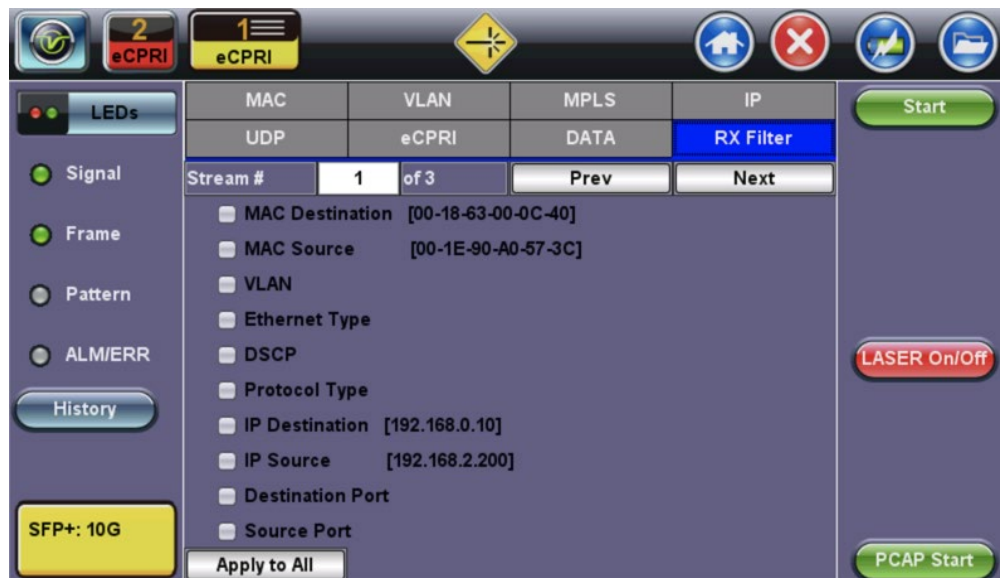 2
eCPRI
1
eCPRI
LEDs
MAC VLAN MPLS IP
Start
UDP eCPRI DATA RX Filter
Signal
Stream # 1 of 3 Prev Next
MAC Destination [00-18-63-00-0C-40]
Frame
MAC Source [00-1E-90-A0-57-3C]
VLAN
Pattern
Ethernet Type
ALM/ERR
DSCP
LASER On/Off
Protocol Type
History
IP Destination [192.168.0.10]
IP Source [192.168.2.200]
Destination Port
SFP+: 10G
Source Port
Apply to All
PCAP Start